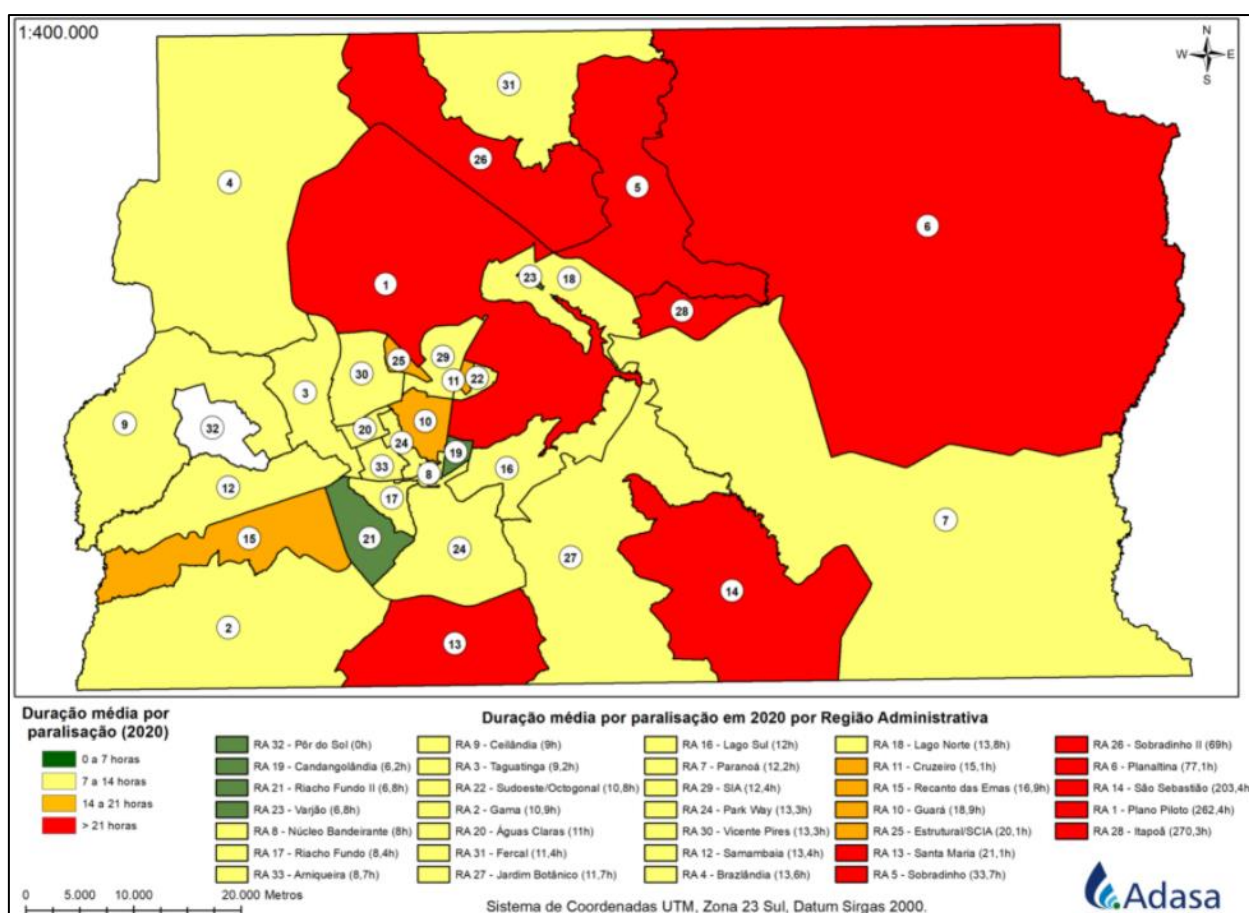 1:400.000
N
W E
S
31
4
26
5
6
23
18
1
28
25
29
30
11
22
3
9
32
10
20
24
19
33
8
16
12
17
7
15
21
24
27
14
2
13
Duração média por
paralisação (2020)
0 a 7 horas
7 a 14 horas
14 a 21 horas
> 21 horas
0 5.000 10.000 20.000 Metros
Duração média por paralisação em 2020 por Região Administrativa
RA 32 - Pôr do Sol (0h)
RA 19 - Candangolândia (6,2h)
RA 21 - Riacho Fundo II (6,8h)
RA 23 - Varjão (6,8h)
RA 8 - Núcleo Bandeirante (8h)
RA 17 - Riacho Fundo (8,4h)
RA 33 - Arniqueira (8,7h)
RA 9 - Ceilândia (9h)
RA 3 - Taguatinga (9,2h)
RA 22 - Sudoeste/Octogonal (10,8h)
RA 2 - Gama (10,9h)
RA 20 - Águas Claras (11h)
RA 31 - Fercal (11,4h)
RA 27 - Jardim Botânico (11,7h)
RA 16 - Lago Sul (12h)
RA 7 - Paranoá (12,2h)
RA 29 - SIA (12,4h)
RA 24 - Park Way (13,3h)
RA 30 - Vicente Pires (13,3h)
RA 12 - Samambaia (13,4h)
RA 4 - Brazlândia (13,6h)
RA 18 - Lago Norte (13,8h)
RA 11 - Cruzeiro (15,1h)
RA 15 - Recanto das Emas (16,9h)
RA 10 - Guará (18,9h)
RA 25 - Estrutural/SCIA (20,1h)
RA 13 - Santa Maria (21,1h)
RA 5 - Sobradinho (33,7h)
RA 26 - Sobradinho II (69h)
RA 6 - Planaltina (77,1h)
RA 14 - São Sebastião (203,4h)
RA 1 - Plano Piloto (262,4h)
RA 28 - Itapoã (270,3h)
Sistema de Coordenadas UTM, Zona 23 Sul, Datum Sirgas 2000.
Adasa